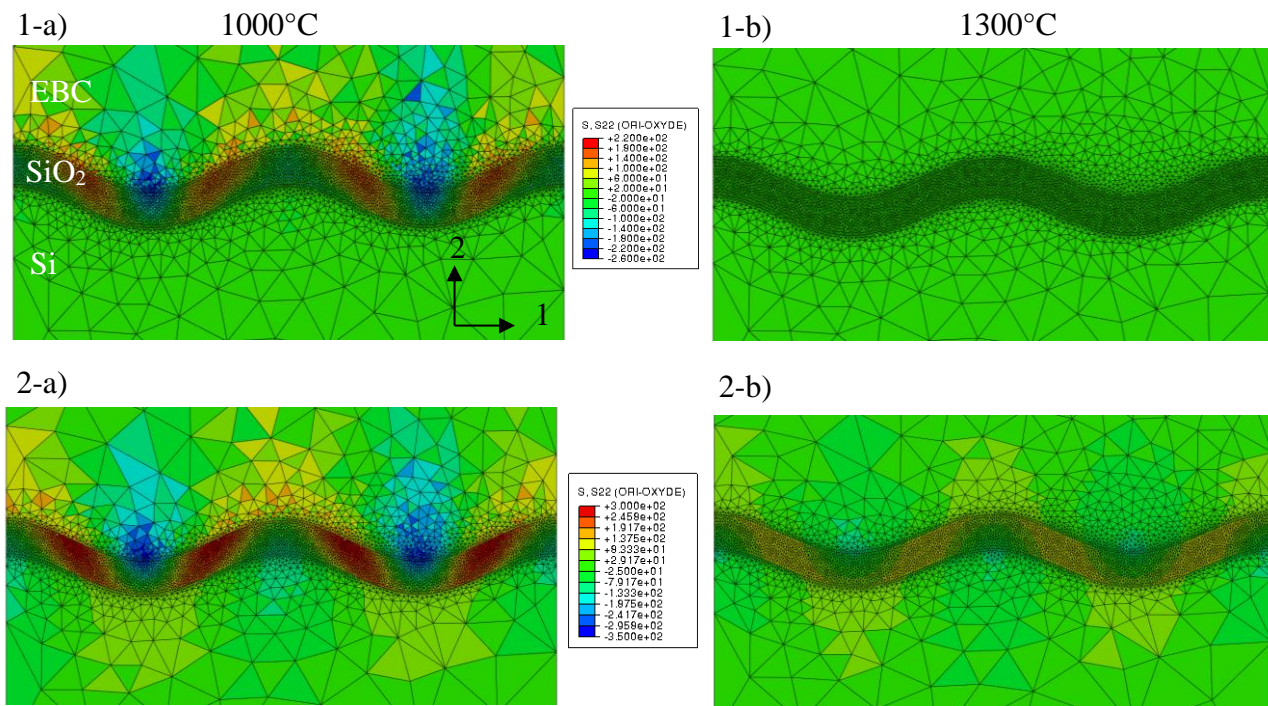 1-a) 1000°C
1-b) 1300°C
EBC
SiO₂
Si
2
1
S, S22 (ORI-OXYDE)
+2.200e+02
+1.800e+02
+1.400e+02
+1.000e+02
+6.000e+01
+2.000e+01
-2.000e+01
-6.000e+01
-1.000e+02
-1.400e+02
-1.800e+02
-2.200e+02
-2.600e+02
2-a)
2-b)
S, S22 (ORI-OXYDE)
+3.000e+02
+2.458e+02
+1.917e+02
+1.375e+02
+8.333e+01
+2.917e+01
-2.500e+01
-7.917e+01
-1.333e+02
-1.875e+02
-2.417e+02
-2.958e+02
-3.500e+02